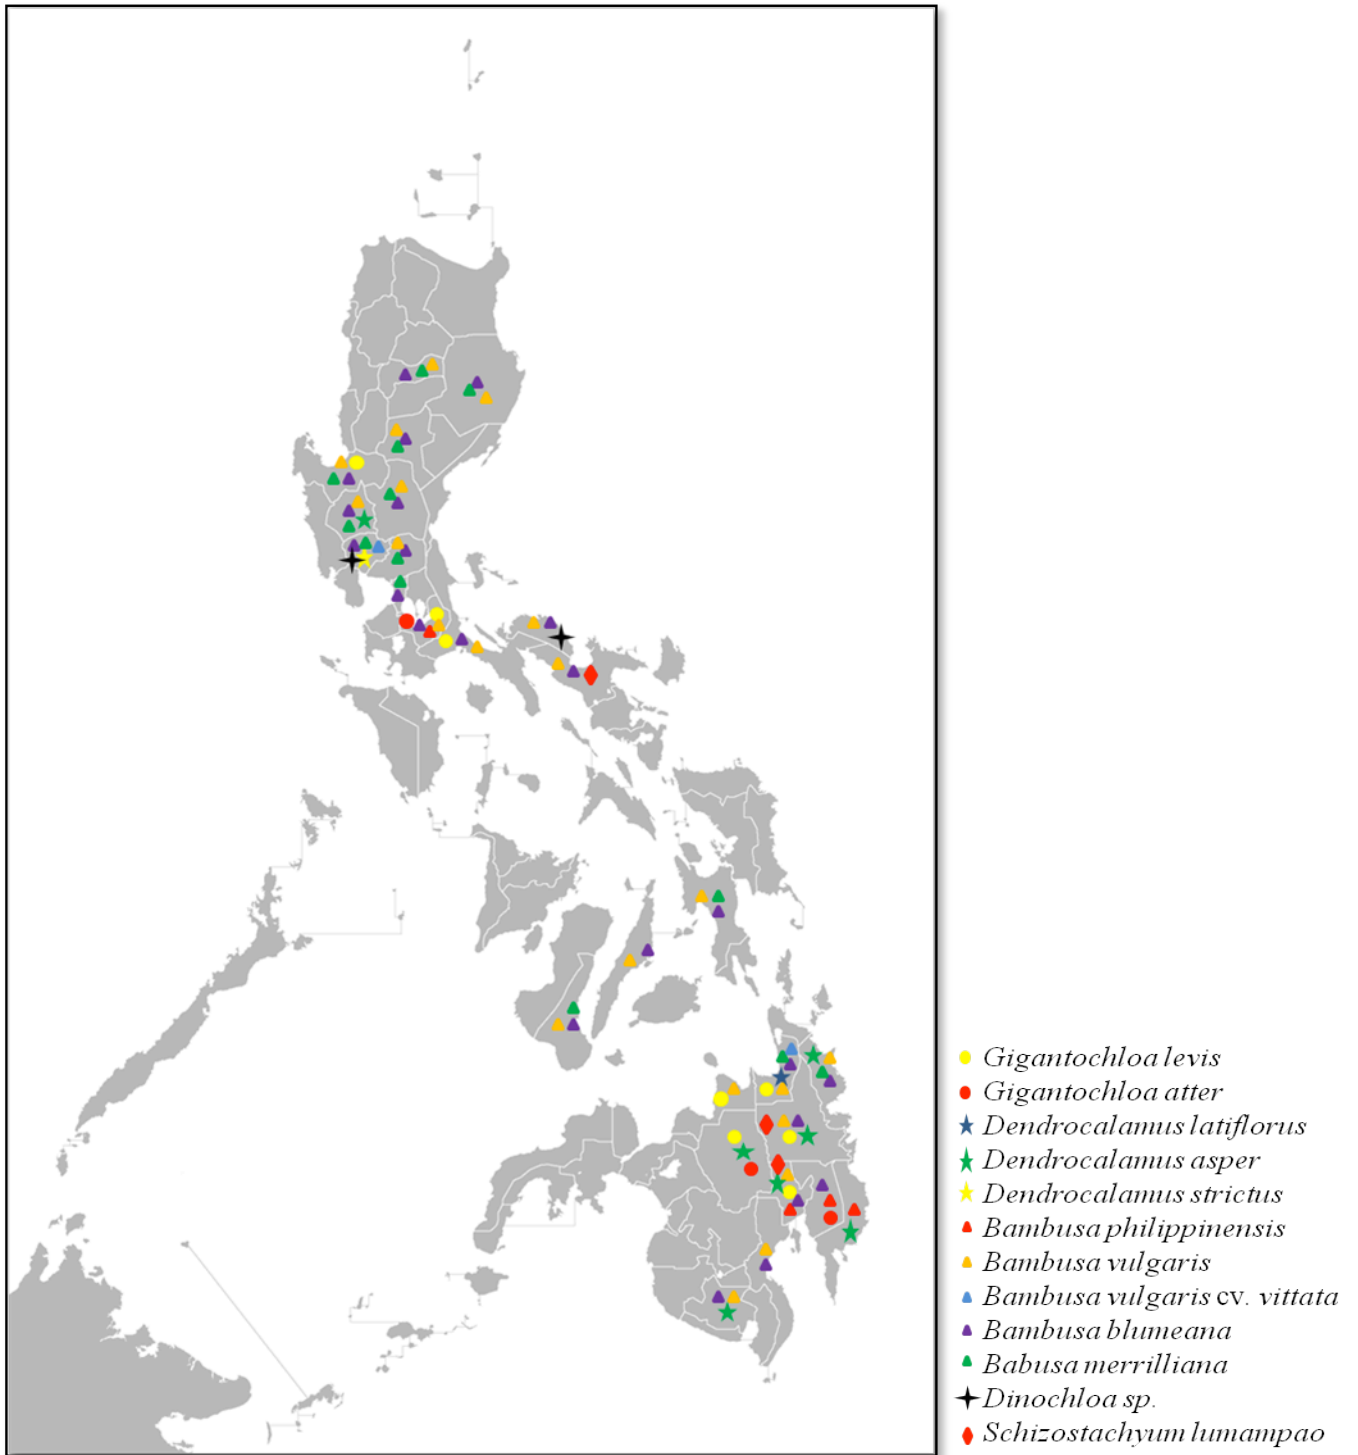 Gigantochloa levis
Gigantochloa atter
Dendrocalamus latiflorus
Dendrocalamus asper
Dendrocalamus strictus
Bambusa philippinensis
Bambusa vulgaris
Bambusa vulgaris cv. vittata
Bambusa blumeana
Babusa merrilliana
Dinochloa sp.
Schizostachyum lumampao